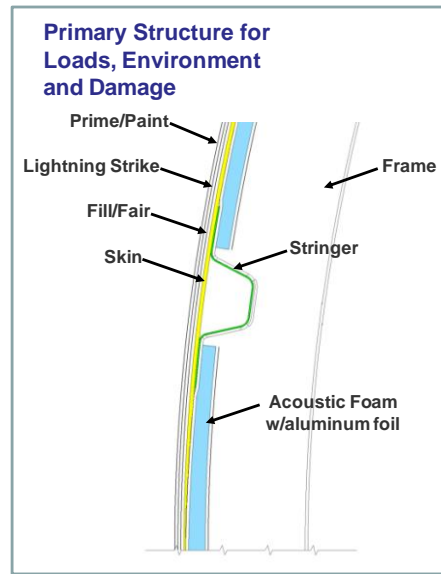 Primary Structure for
Loads, Environment
and Damage
Prime/Paint
Lightning Strike
Frame
Fill/Fair
Stringer
Skin
Acoustic Foam
w/aluminum foil